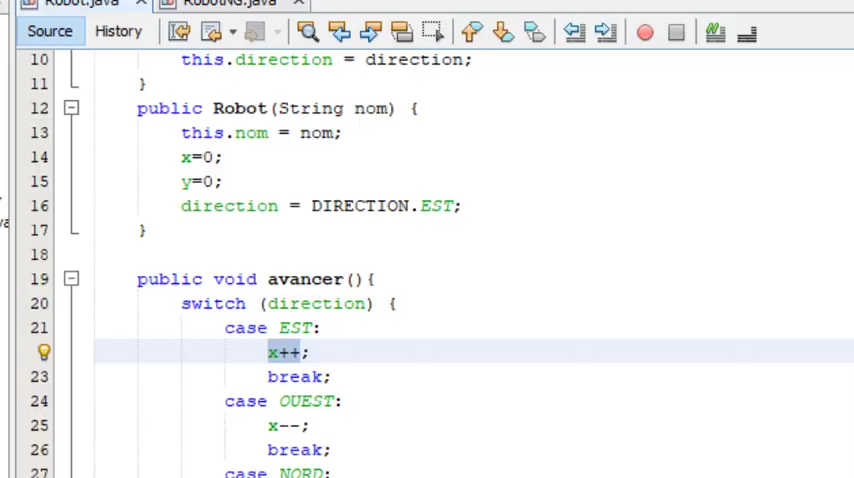 Robot.java RobotNG.java
Source History
10 this.direction = direction;
11 }
12 public Robot(String nom) {
13 this.nom = nom;
14 x=0;
15 y=0;
16 direction = DIRECTION.EST;
17 }
18
19 public void avancer(){
20 switch (direction) {
21 case EST:
x++;
23 break;
24 case OUEST:
25 x--;
26 break;
27 case NORD: